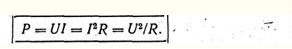 P = UI = I²R = U²/R.